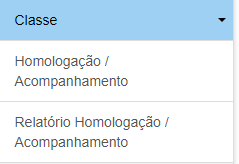 Classe
Homologação /
Acompanhamento
Relatório Homologação /
Acompanhamento